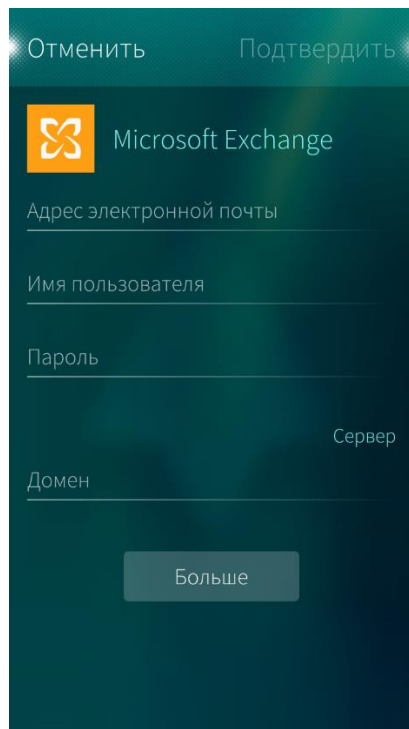 Отменить Подтвердить
Microsoft Exchange
Адрес электронной почты
Имя пользователя
Пароль
Сервер
Домен
Больше